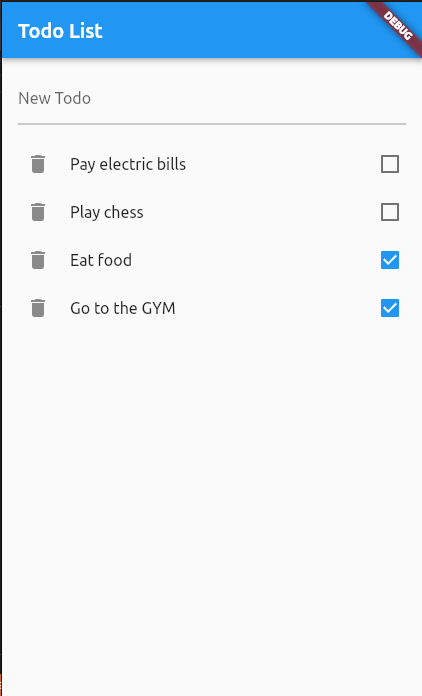 Todo List
DEBUG
New Todo
Pay electric bills
Play chess
Eat food
Go to the GYM